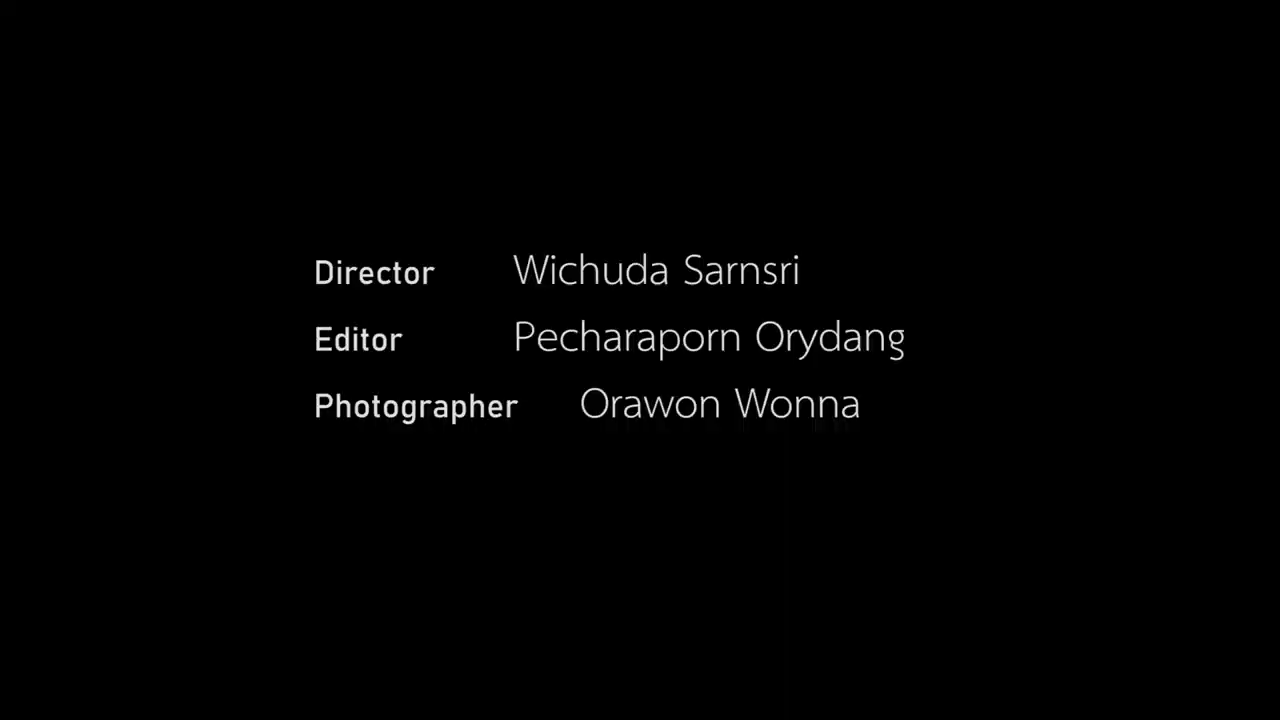 Director Wichuda Sarnsri
Editor Pecharaporn Orydang
Photographer Orawon Wonna